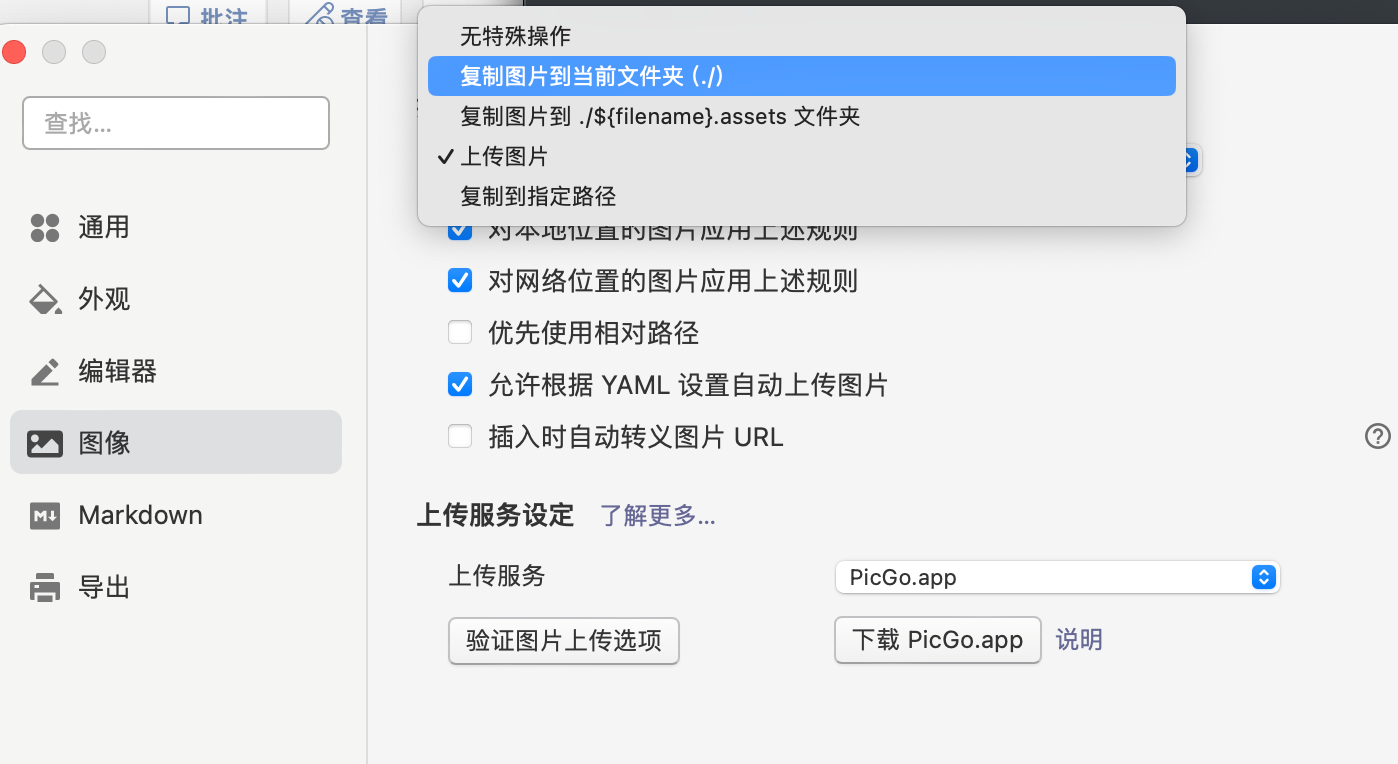 批注
查看
无特殊操作
复制图片到当前文件夹 (./)
复制图片到 ./${filename}.assets 文件夹
上传图片
复制到指定路径
查找...
通用
外观
编辑器
图像
Markdown
导出
对本地位置的图片应用上述规则
对网络位置的图片应用上述规则
优先使用相对路径
允许根据 YAML 设置自动上传图片
插入时自动转义图片 URL
上传服务设定 了解更多...
上传服务 PicGo.app
验证图片上传选项 下载 PicGo.app 说明